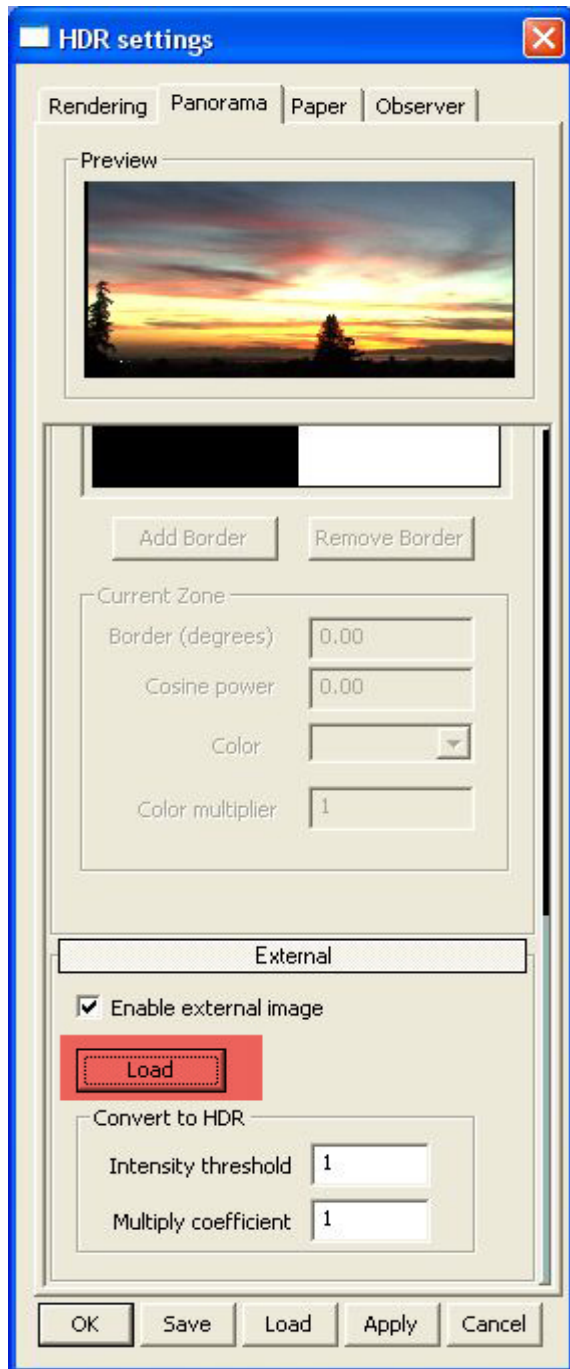 HDR settings
Rendering Panorama Paper Observer
Preview
Add Border Remove Border
Current Zone
Border (degrees) 0.00
Cosine power 0.00
Color
Color multiplier 1
External
Enable external image
Load
Convert to HDR
Intensity threshold 1
Multiply coefficient 1
OK Save Load Apply Cancel